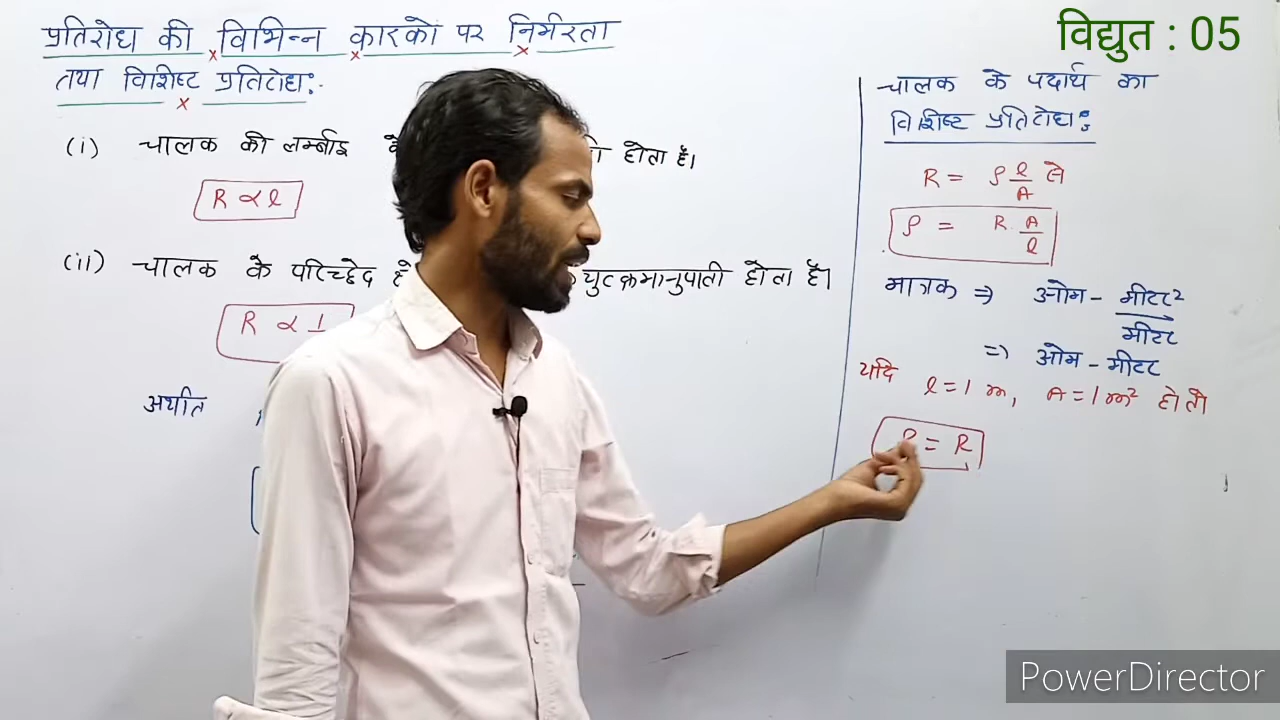 विद्युत : 05
प्रतिरोध की विभिन्न कारकों पर निर्भरता
तथा विशिष्ट प्रतिरोध:-
(i) चालक की लम्बाई होता है।
R ∝ l
(ii) चालक के परिच्छेद व्युत्क्रमानुपाती होता है।
R ∝ 1
अर्थात
चालक के पदार्थ का
विशिष्ट प्रतिरोध:
R = ρ l/A से
ρ = R. A/l
मात्रक ⇒ ओम - मीटर²/मीटर
⇒ ओम - मीटर
यदि l = 1 m, A = 1 m² हो तो
ρ = R
PowerDirector